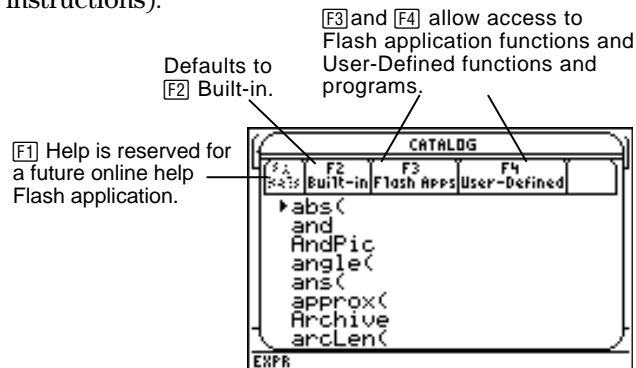 instructions).
F3 and F4 allow access to
Flash application functions and
User-Defined functions and
programs.
Defaults to
F2 Built-in.
F1 Help is reserved for
a future online help
Flash application.
CATALOG
F1 F2 F3 F4
Help Built-in Flash Apps User-Defined
▶abs(
and
AndPic
angle(
ans(
approx(
Archive
arcLen(
EXPR